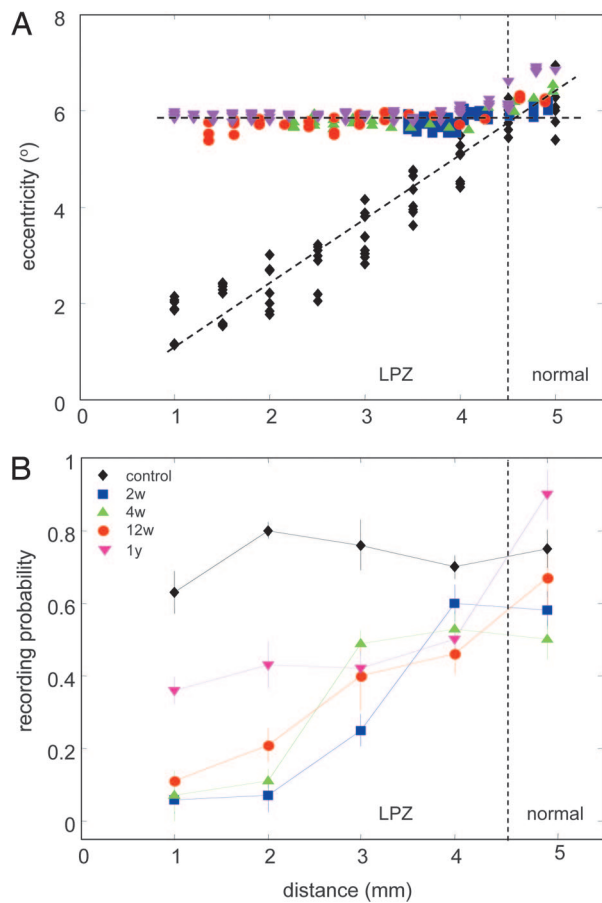 A
8
6
4
2
0
eccentricity (°)
LPZ
normal
0
1
2
3
4
5
B
1
0.8
0.6
0.4
0.2
0
recording probability
control
2w
4w
12w
1y
LPZ
normal
0
1
2
3
4
5
distance (mm)